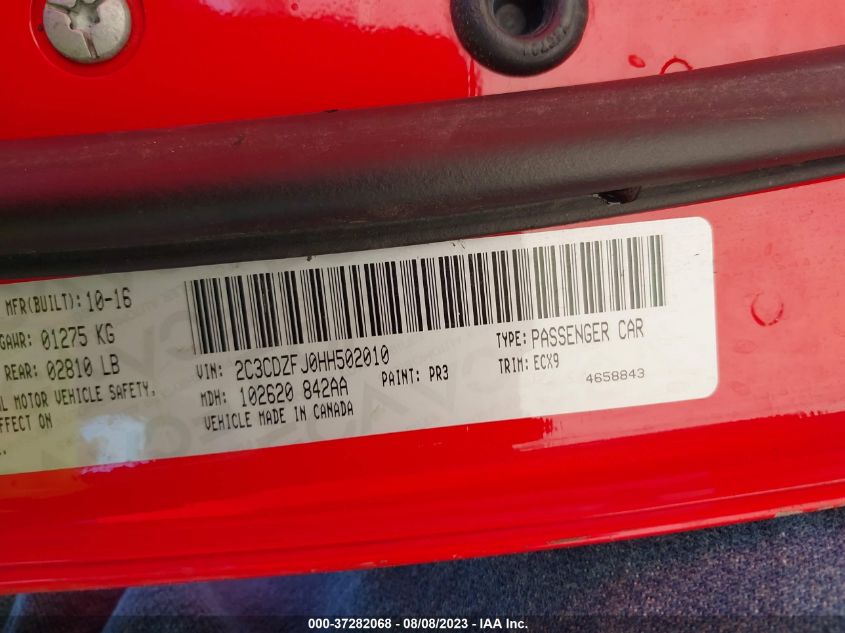 MFR(BUILT): 10-16
GAWR: 01275 KG
REAR: 02810 LB
MOTOR VEHICLE SAFETY,
EFFECT ON
VIN: 2C3CDZFJ0HH502010
MDH: 102620 842AA
PAINT: PR3
VEHICLE MADE IN CANADA
TYPE: PASSENGER CAR
TRIM: ECX9
4658843
000-37282068 - 08/08/2023 - IAA Inc.